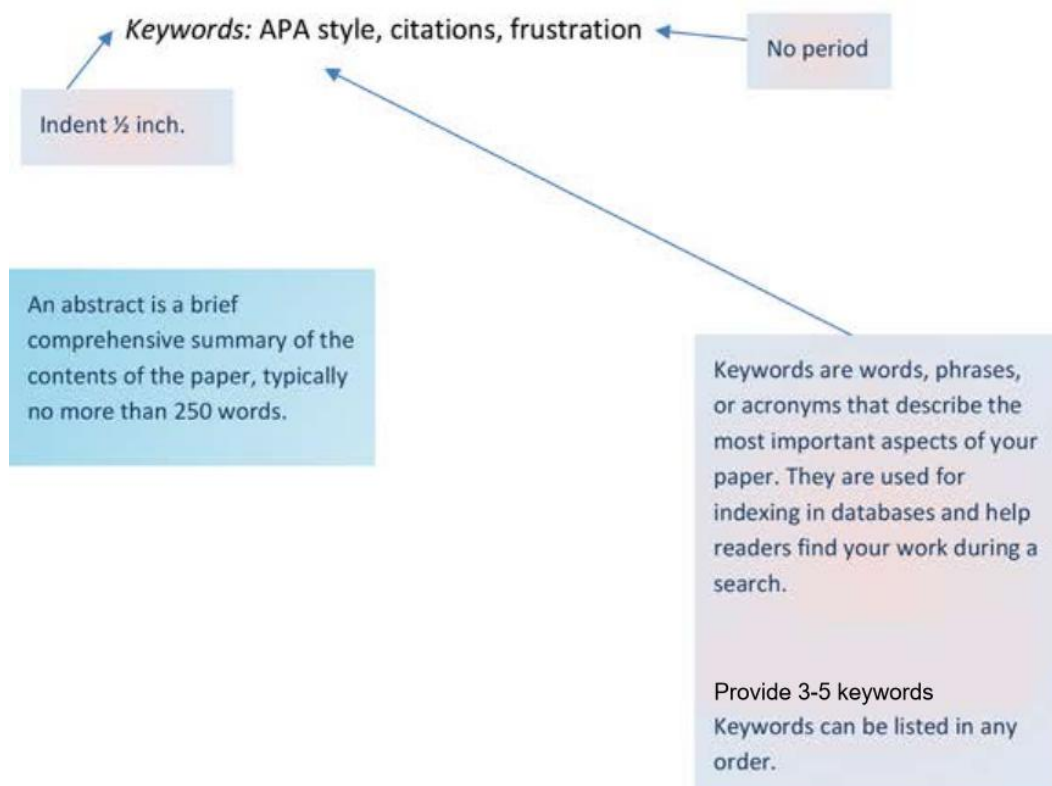 Keywords: APA style, citations, frustration
No period
Indent ½ inch.
An abstract is a brief
comprehensive summary of the
contents of the paper, typically
no more than 250 words.
Keywords are words, phrases,
or acronyms that describe the
most important aspects of your
paper. They are used for
indexing in databases and help
readers find your work during a
search.
Provide 3-5 keywords
Keywords can be listed in any
order.